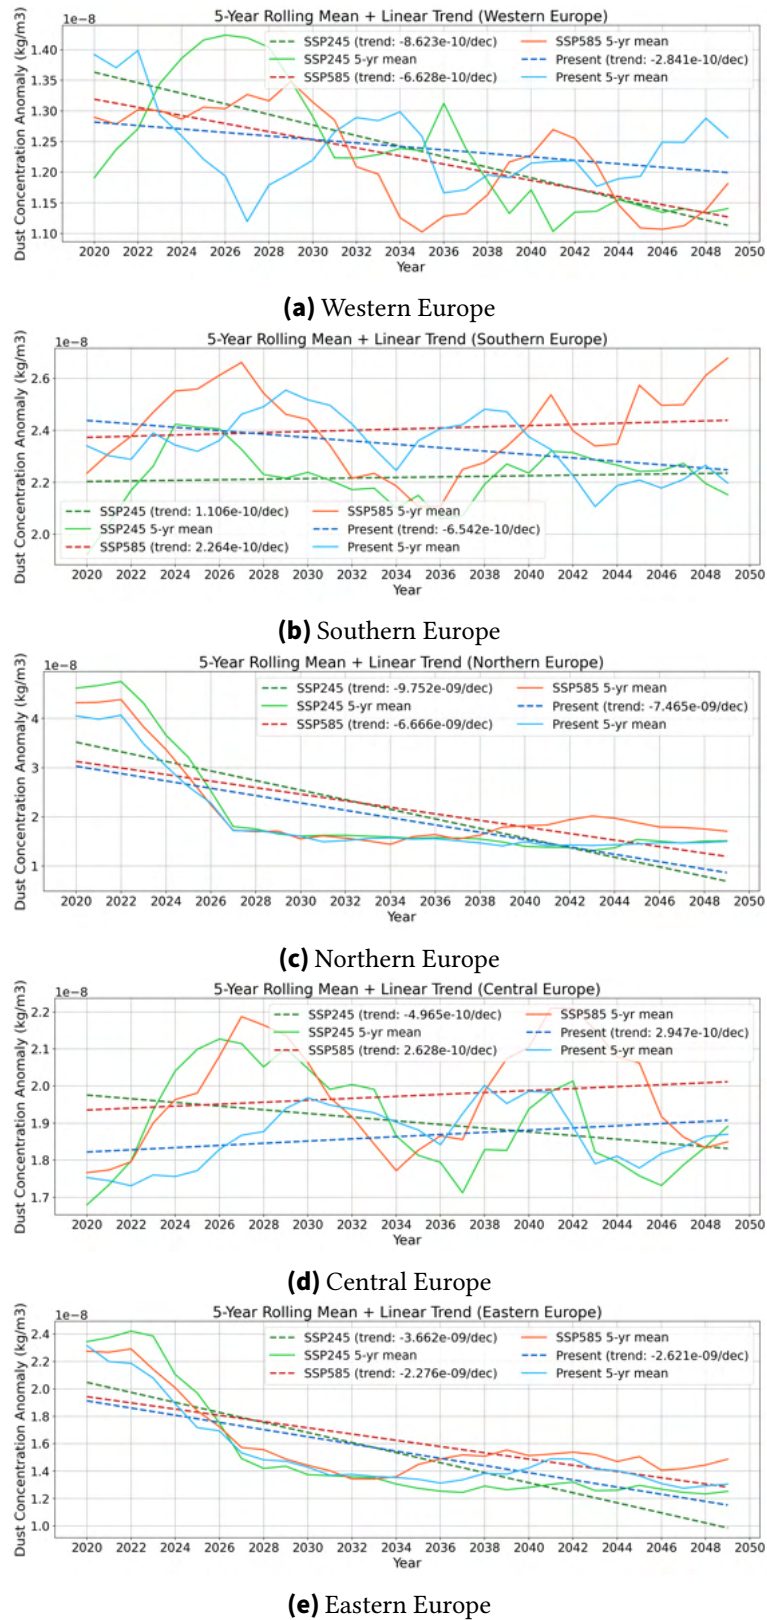 5-Year Rolling Mean + Linear Trend (Western Europe)
1e−8
Dust Concentration Anomaly (kg/m3)
1.40
1.35
1.30
1.25
1.20
1.15
1.10
SSP245 (trend: -8.623e-10/dec)
SSP245 5-yr mean
SSP585 (trend: -6.628e-10/dec)
SSP585 5-yr mean
Present (trend: -2.841e-10/dec)
Present 5-yr mean
2020 2022 2024 2026 2028 2030 2032 2034 2036 2038 2040 2042 2044 2046 2048 2050
Year
(a) Western Europe
5-Year Rolling Mean + Linear Trend (Southern Europe)
1e−8
Dust Concentration Anomaly (kg/m3)
2.6
2.4
2.2
2.0
SSP245 (trend: 1.106e-10/dec)
SSP245 5-yr mean
SSP585 (trend: 2.264e-10/dec)
SSP585 5-yr mean
Present (trend: -6.542e-10/dec)
Present 5-yr mean
2020 2022 2024 2026 2028 2030 2032 2034 2036 2038 2040 2042 2044 2046 2048 2050
Year
(b) Southern Europe
5-Year Rolling Mean + Linear Trend (Northern Europe)
1e−8
Dust Concentration Anomaly (kg/m3)
4
3
2
1
SSP245 (trend: -9.752e-09/dec)
SSP245 5-yr mean
SSP585 (trend: -6.666e-09/dec)
SSP585 5-yr mean
Present (trend: -7.465e-09/dec)
Present 5-yr mean
2020 2022 2024 2026 2028 2030 2032 2034 2036 2038 2040 2042 2044 2046 2048 2050
Year
(c) Northern Europe
5-Year Rolling Mean + Linear Trend (Central Europe)
1e−8
Dust Concentration Anomaly (kg/m3)
2.2
2.1
2.0
1.9
1.8
1.7
SSP245 (trend: -4.965e-10/dec)
SSP245 5-yr mean
SSP585 (trend: 2.628e-10/dec)
SSP585 5-yr mean
Present (trend: 2.947e-10/dec)
Present 5-yr mean
2020 2022 2024 2026 2028 2030 2032 2034 2036 2038 2040 2042 2044 2046 2048 2050
Year
(d) Central Europe
5-Year Rolling Mean + Linear Trend (Eastern Europe)
1e−8
Dust Concentration Anomaly (kg/m3)
2.4
2.2
2.0
1.8
1.6
1.4
1.2
1.0
SSP245 (trend: -3.662e-09/dec)
SSP245 5-yr mean
SSP585 (trend: -2.276e-09/dec)
SSP585 5-yr mean
Present (trend: -2.621e-09/dec)
Present 5-yr mean
2020 2022 2024 2026 2028 2030 2032 2034 2036 2038 2040 2042 2044 2046 2048 2050
Year
(e) Eastern Europe